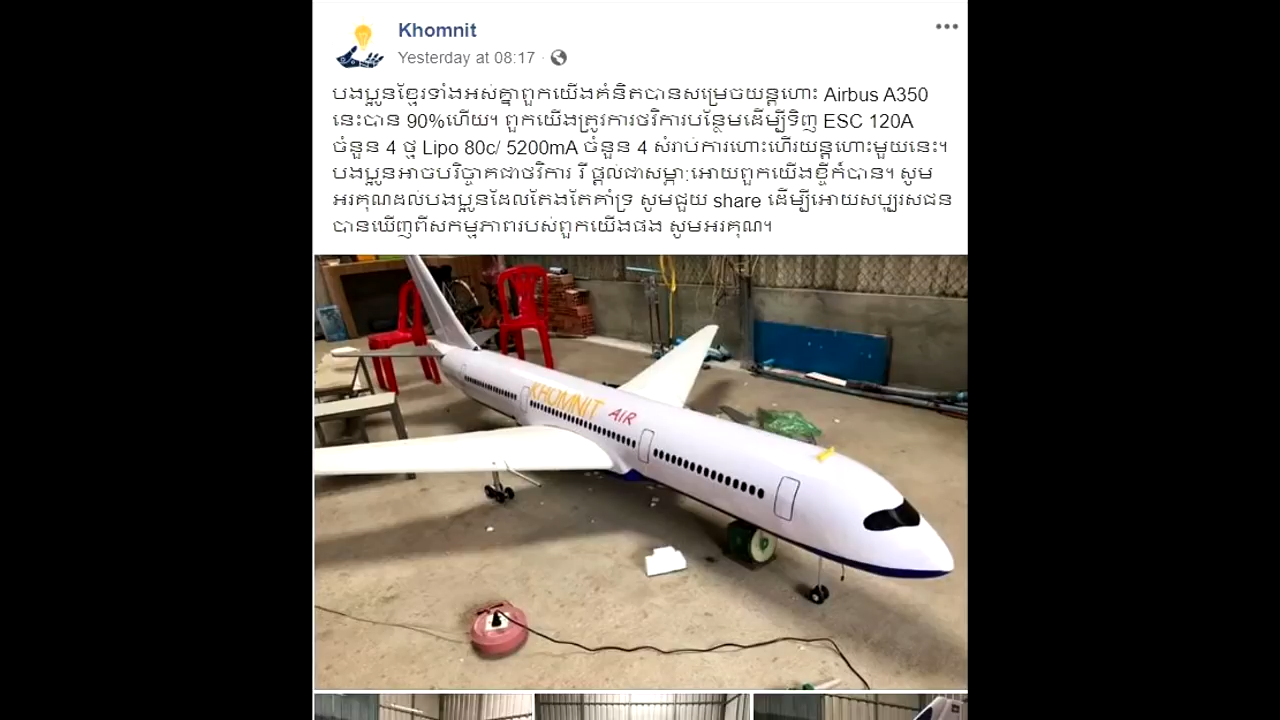 Khomnit
Yesterday at 08:17 ·
បងប្អូនខ្មែរទាំងអស់គ្នាពួកយើងគំនិតបានសម្រេចយន្តហោះ Airbus A350
នេះបាន 90%ហើយ។ ពួកយើងត្រូវការថវិការបន្ថែមដើម្បីទិញ ESC 120A
ចំនួន 4 ថ្ម Lipo 80c/ 5200mA ចំនួន 4 សំរាប់ការហោះហើរយន្តហោះមួយនេះ។
បងប្អូនអាចបរិច្ចាគជាថវិការ រឺ ផ្តល់ជាសម្ភា:អោយពួកយើងខ្ចីក៏បាន។ សូម
អរគុណដល់បងប្អូនដែលតែងតែគាំទ្រ សូមជួយ share ដើម្បីអោយសប្បុរសជន
បានឃើញពីសកម្មភាពរបស់ពួកយើងផង សូមអរគុណ។
KHOMNIT AIR